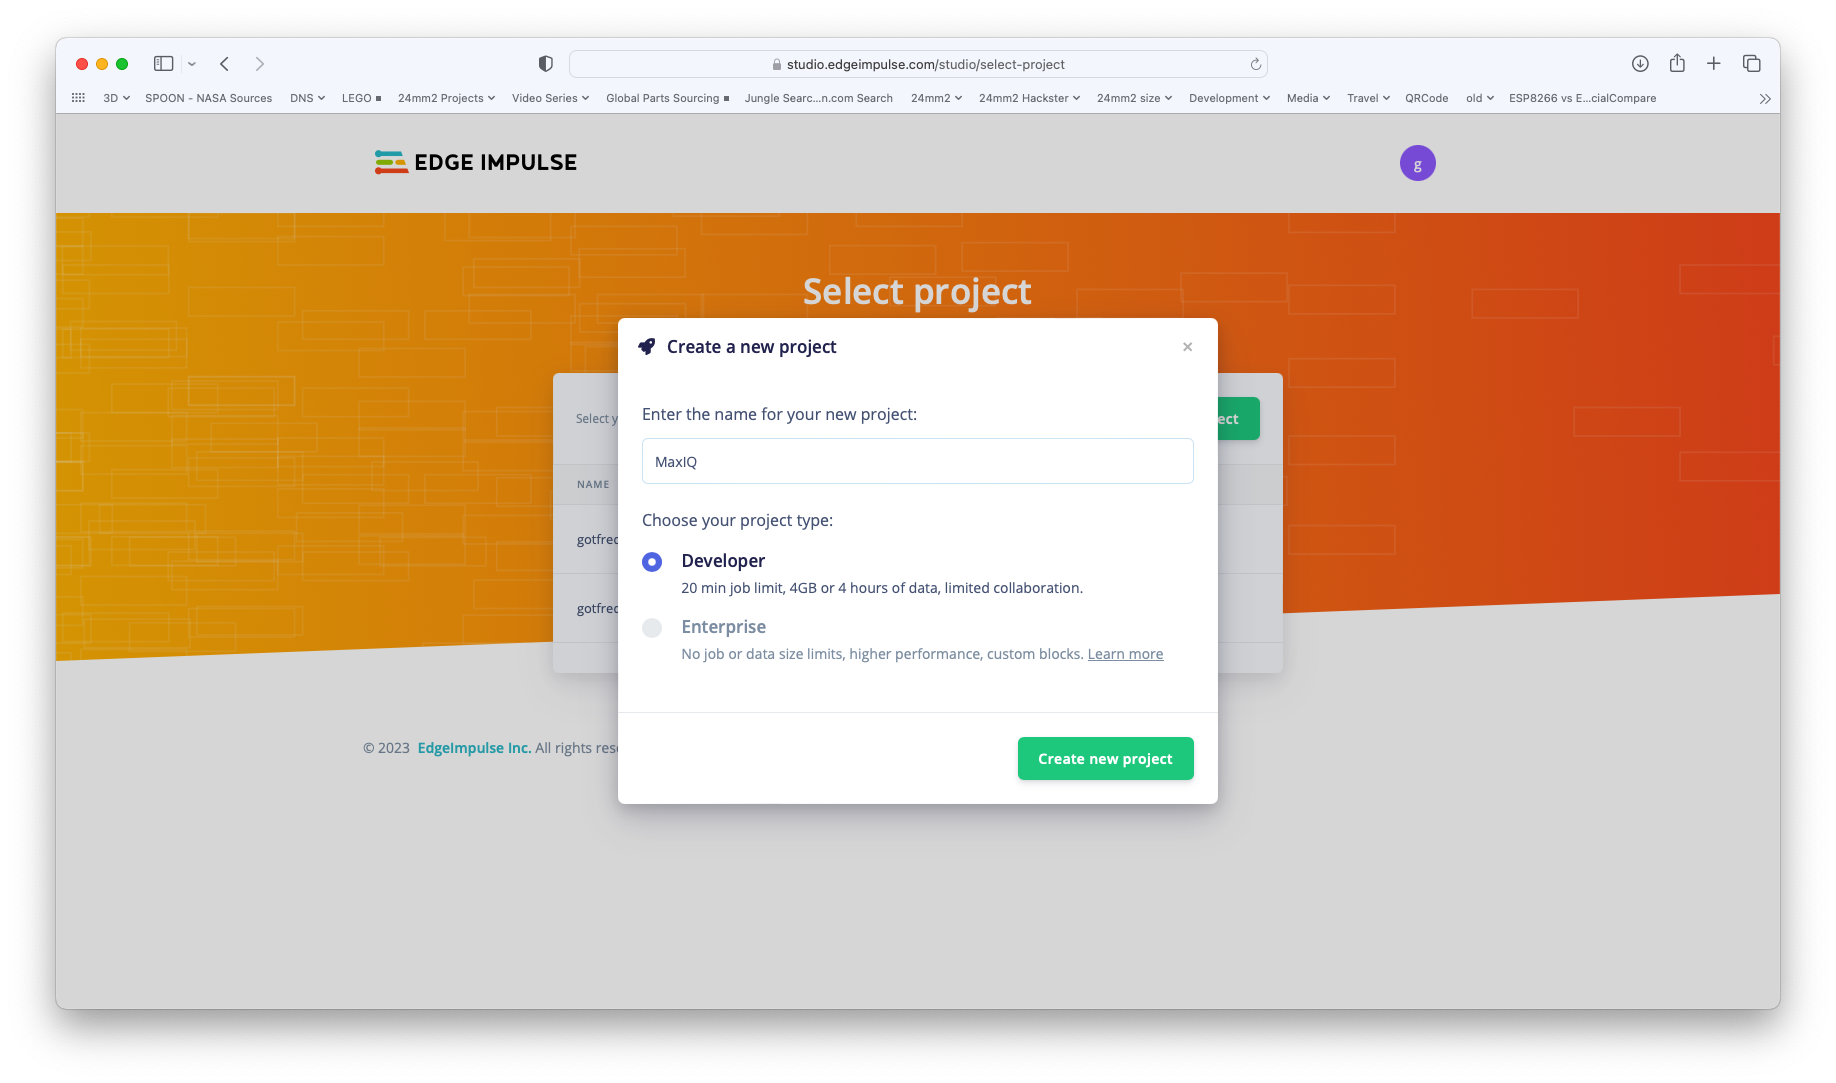 studio.edgeimpulse.com/studio/select-project
3D SPOON - NASA Sources DNS LEGO 24mm2 Projects Video Series Global Parts Sourcing Jungle Searc...n.com Search 24mm2 24mm2 Hackster 24mm2 size Development Media Travel QRCode old ESP8266 vs E...cialCompare
EDGE IMPULSE
g
Select project
Create a new project
×
Select y
ect
Enter the name for your new project:
MaxIQ
NAME
Choose your project type:
gotfred
Developer
20 min job limit, 4GB or 4 hours of data, limited collaboration.
gotfred
Enterprise
No job or data size limits, higher performance, custom blocks. Learn more
© 2023 EdgeImpulse Inc. All rights rese
Create new project